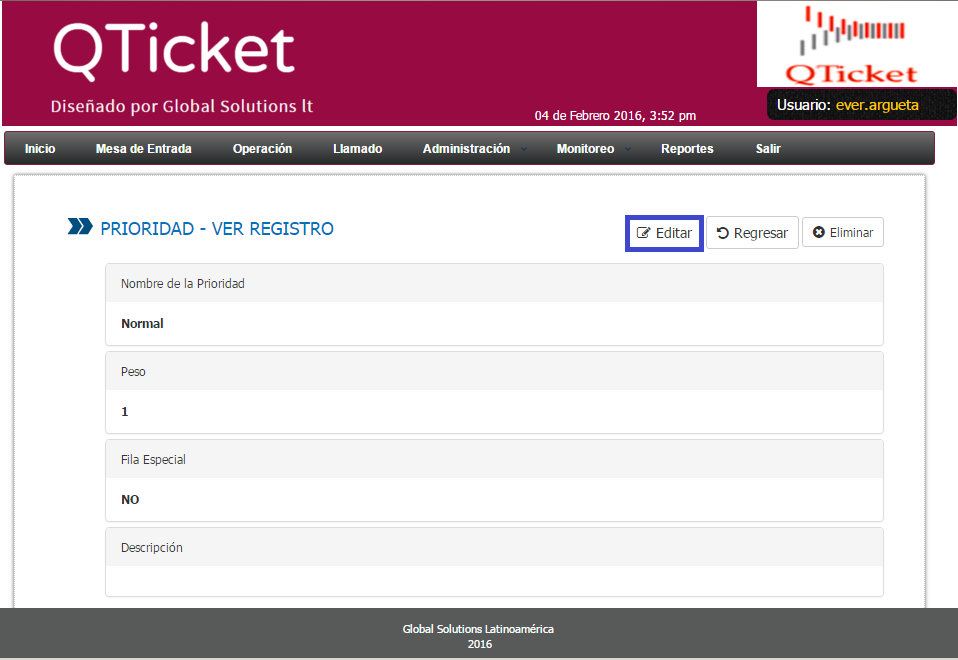 QTicket
Diseñado por Global Solutions lt
04 de Febrero 2016, 3:52 pm
QTicket
Usuario: ever.argueta
Inicio Mesa de Entrada Operación Llamado Administración Monitoreo Reportes Salir
PRIORIDAD - VER REGISTRO
Editar Regresar Eliminar
Nombre de la Prioridad
Normal
Peso
1
Fila Especial
NO
Descripción
Global Solutions Latinoamérica
2016